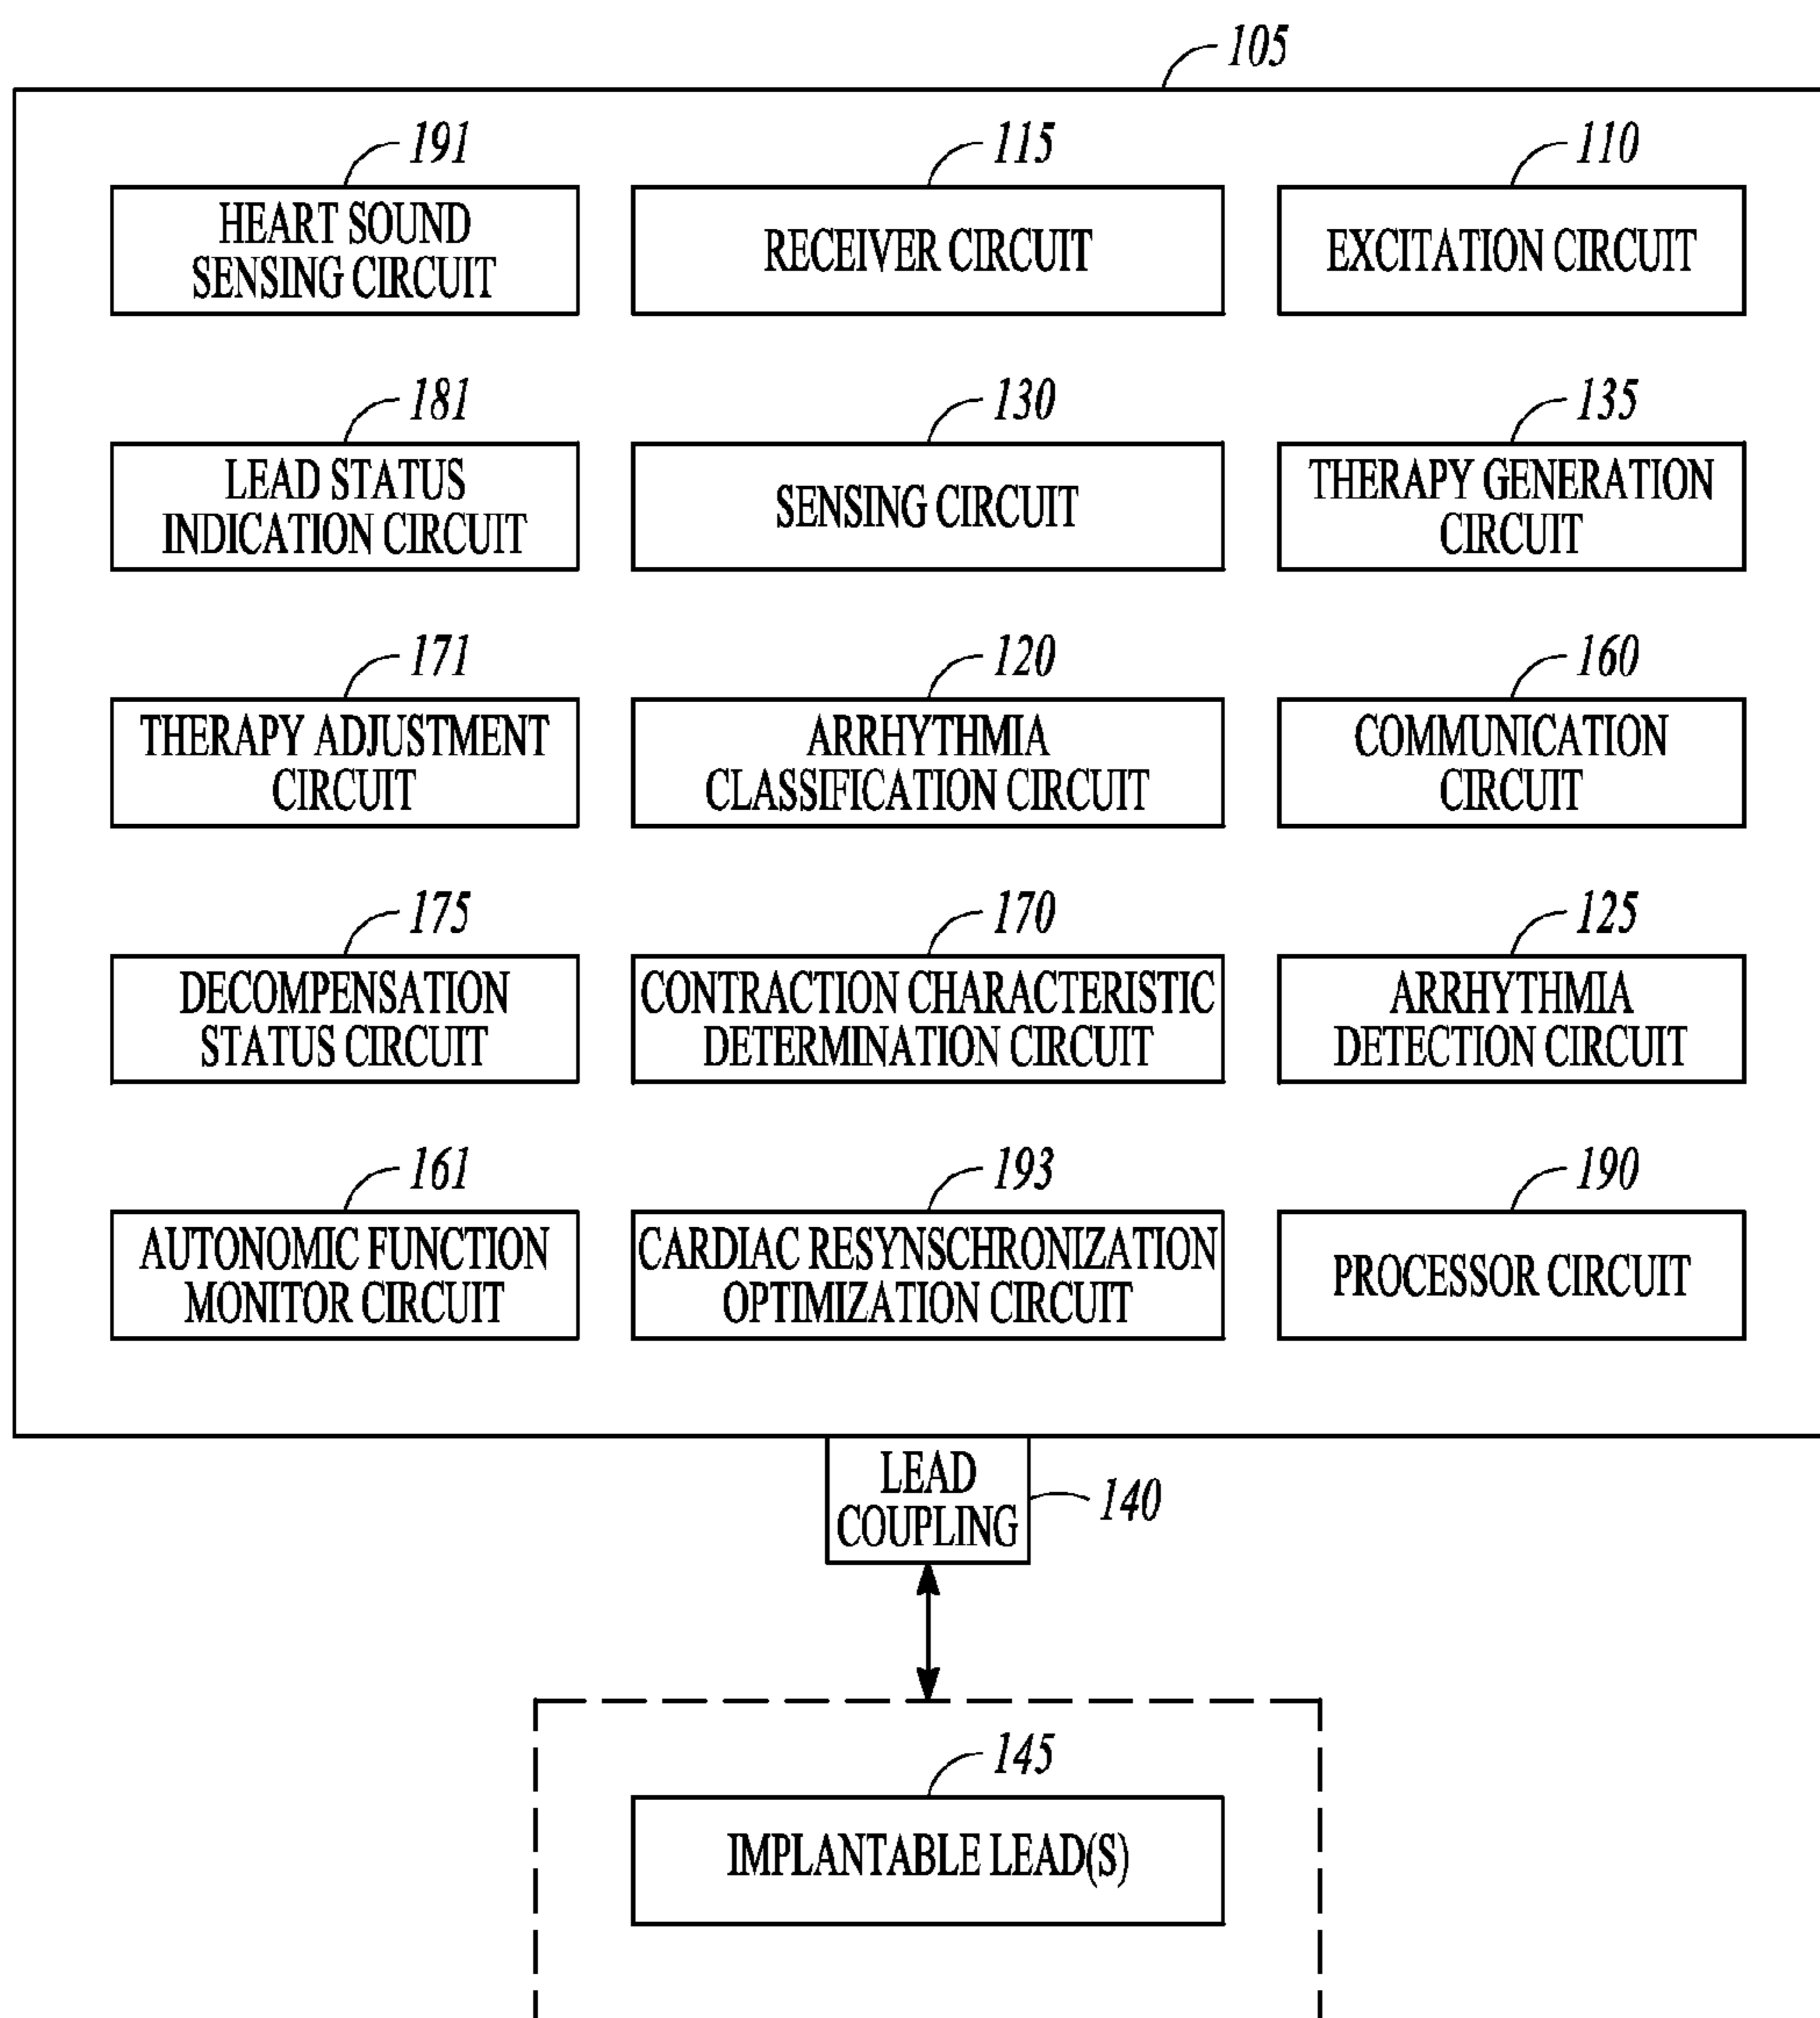 105
191
115
110
HEART SOUND
SENSING CIRCUIT
RECEIVER CIRCUIT
EXCITATION CIRCUIT
181
130
135
LEAD STATUS
INDICATION CIRCUIT
SENSING CIRCUIT
THERAPY GENERATION
CIRCUIT
171
120
160
THERAPY ADJUSTMENT
CIRCUIT
ARRHYTHMIA
CLASSIFICATION CIRCUIT
COMMUNICATION
CIRCUIT
175
170
125
DECOMPENSATION
STATUS CIRCUIT
CONTRACTION CHARACTERISTIC
DETERMINATION CIRCUIT
ARRHYTHMIA
DETECTION CIRCUIT
161
193
190
AUTONOMIC FUNCTION
MONITOR CIRCUIT
CARDIAC RESYNSCHRONIZATION
OPTIMIZATION CIRCUIT
PROCESSOR CIRCUIT
LEAD
COUPLING
140
145
IMPLANTABLE LEAD(S)